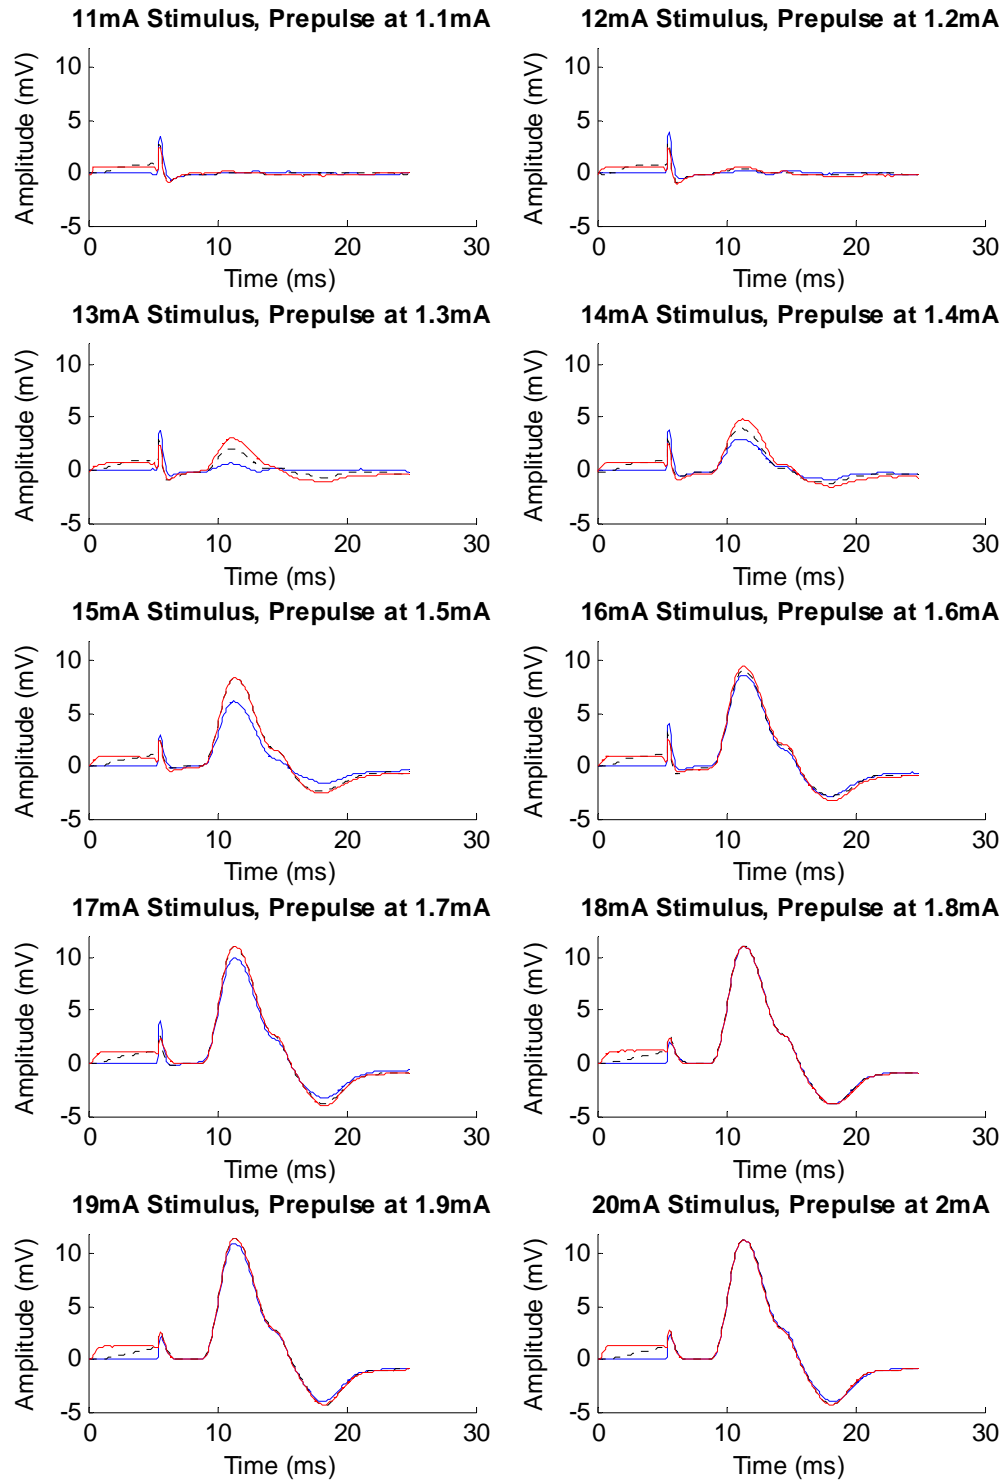 11mA Stimulus, Prepulse at 1.1mA
12mA Stimulus, Prepulse at 1.2mA
Amplitude (mV)
10
5
0
-5
0 10 20 30
Time (ms)
Amplitude (mV)
10
5
0
-5
0 10 20 30
Time (ms)
13mA Stimulus, Prepulse at 1.3mA
14mA Stimulus, Prepulse at 1.4mA
Amplitude (mV)
10
5
0
-5
0 10 20 30
Time (ms)
Amplitude (mV)
10
5
0
-5
0 10 20 30
Time (ms)
15mA Stimulus, Prepulse at 1.5mA
16mA Stimulus, Prepulse at 1.6mA
Amplitude (mV)
10
5
0
-5
0 10 20 30
Time (ms)
Amplitude (mV)
10
5
0
-5
0 10 20 30
Time (ms)
17mA Stimulus, Prepulse at 1.7mA
18mA Stimulus, Prepulse at 1.8mA
Amplitude (mV)
10
5
0
-5
0 10 20 30
Time (ms)
Amplitude (mV)
10
5
0
-5
0 10 20 30
Time (ms)
19mA Stimulus, Prepulse at 1.9mA
20mA Stimulus, Prepulse at 2mA
Amplitude (mV)
10
5
0
-5
0 10 20 30
Time (ms)
Amplitude (mV)
10
5
0
-5
0 10 20 30
Time (ms)